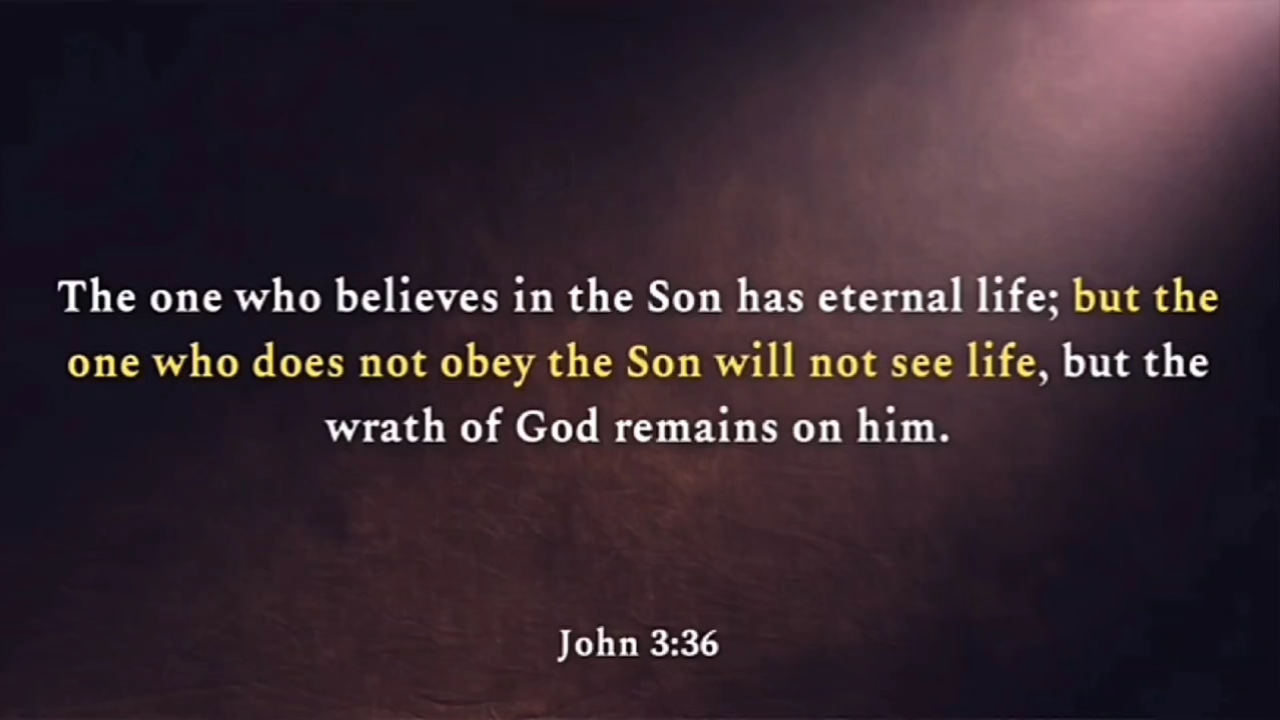 The one who believes in the Son has eternal life; but the
one who does not obey the Son will not see life, but the
wrath of God remains on him.
John 3:36